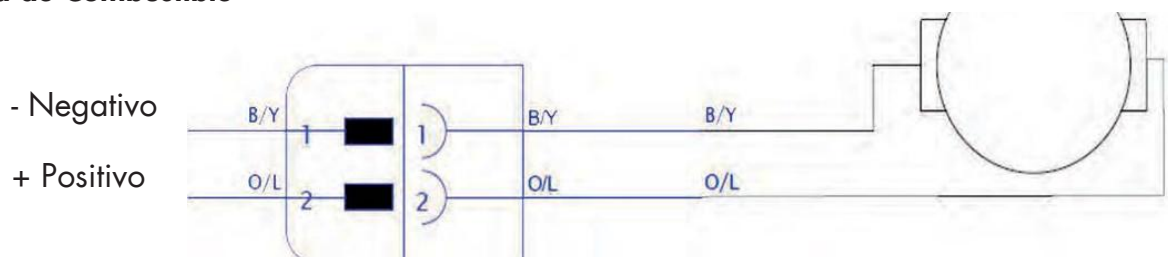 - Negativo B/Y 1 1 B/Y B/Y
+ Positivo O/L 2 2 O/L O/L